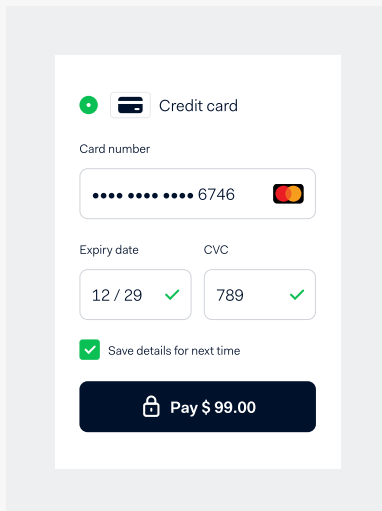 Credit card
Card number
•••• •••• •••• 6746
Expiry date
CVC
12 / 29
789
Save details for next time
Pay $ 99.00